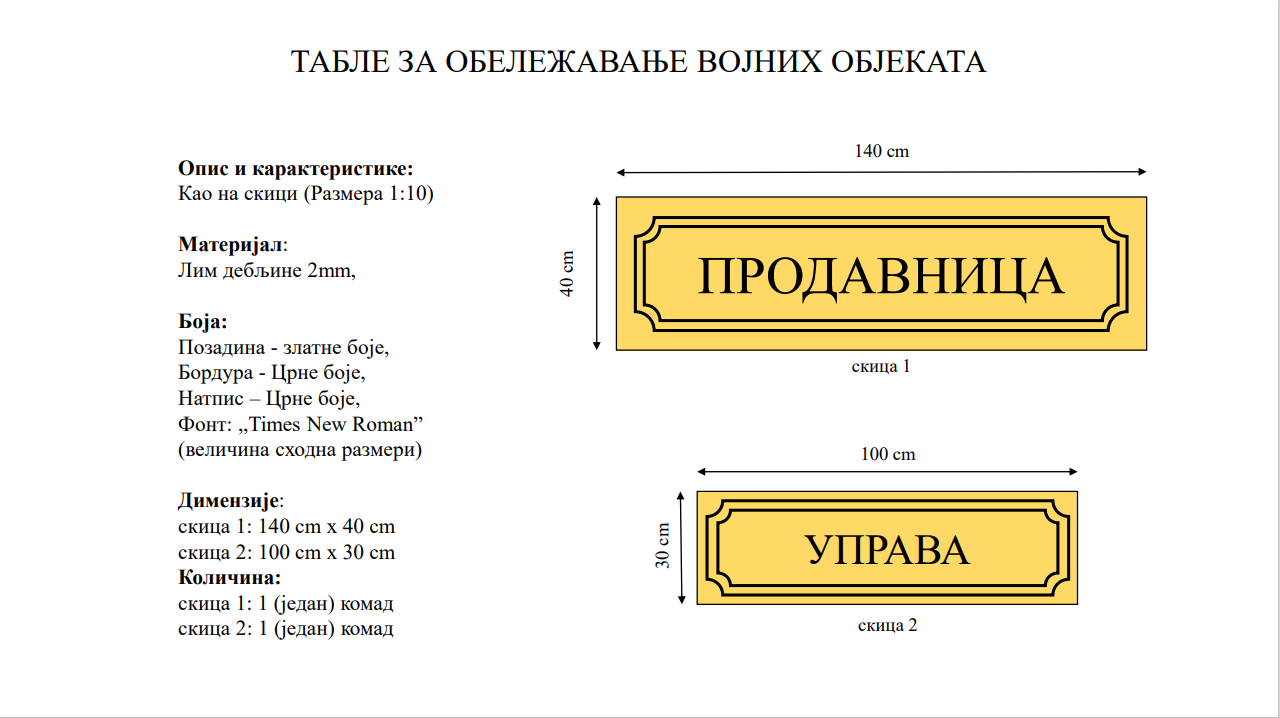 ТАБЛЕ ЗА ОБЕЛЕЖАВАЊЕ ВОЈНИХ ОБЈЕКАТА
Опис и карактеристике:
Као на скици (Размера 1:10)
Материјал:
Лим дебљине 2mm,
Боја:
Позадина - златне боје,
Бордура - Црне боје,
Натпис – Црне боје,
Фонт: „Times New Roman”
(величина сходна размери)
Димензије:
скица 1: 140 cm x 40 cm
скица 2: 100 cm x 30 cm
Количина:
скица 1: 1 (један) комад
скица 2: 1 (један) комад
140 cm
40 cm
ПРОДАВНИЦА
скица 1
100 cm
30 cm
УПРАВА
скица 2